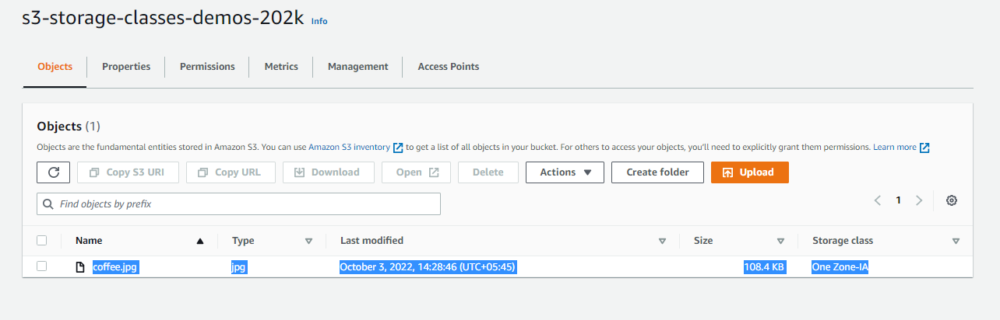 s3-storage-classes-demos-202k Info
Objects Properties Permissions Metrics Management Access Points
Objects (1)
Objects are the fundamental entities stored in Amazon S3. You can use Amazon S3 inventory to get a list of all objects in your bucket. For others to access your objects, you'll need to explicitly grant them permissions. Learn more
Copy S3 URI Copy URL Download Open Delete Actions Create folder Upload
Find objects by prefix 1
Name Type Last modified Size Storage class
coffee.jpg jpg October 3, 2022, 14:28:46 (UTC+05:45) 108.4 KB One Zone-IA